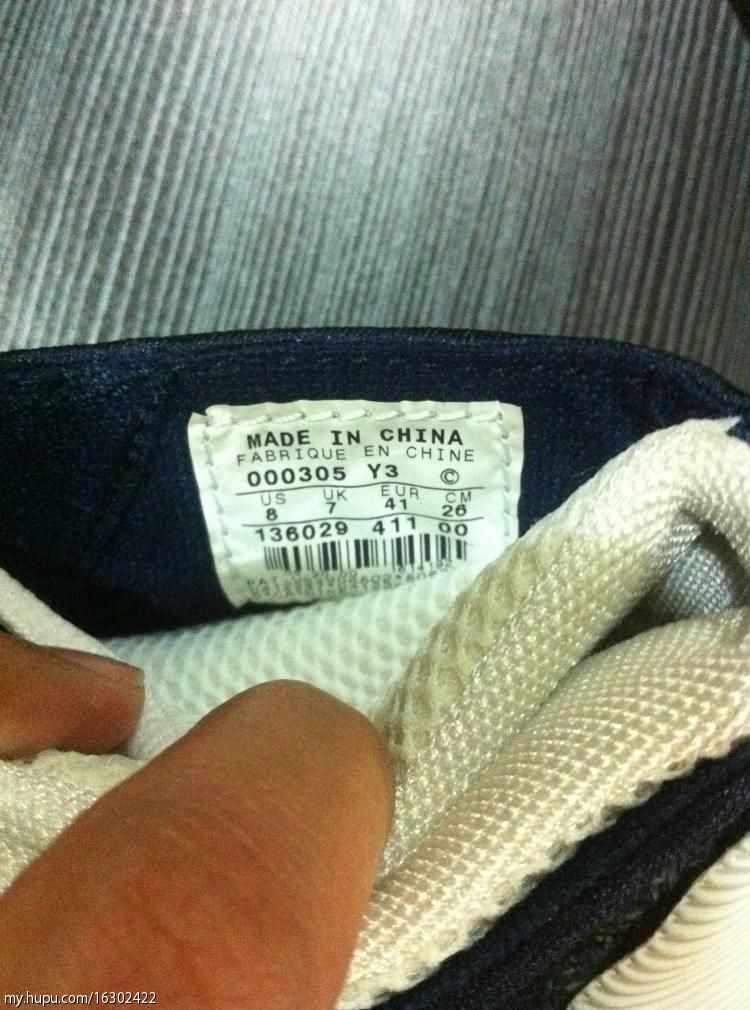 MADE IN CHINA
FABRIQUE EN CHINE
000305 Y3 ©
US UK EUR CM
8 7 41 26
136029 411 00
my.hupu.com/16302422